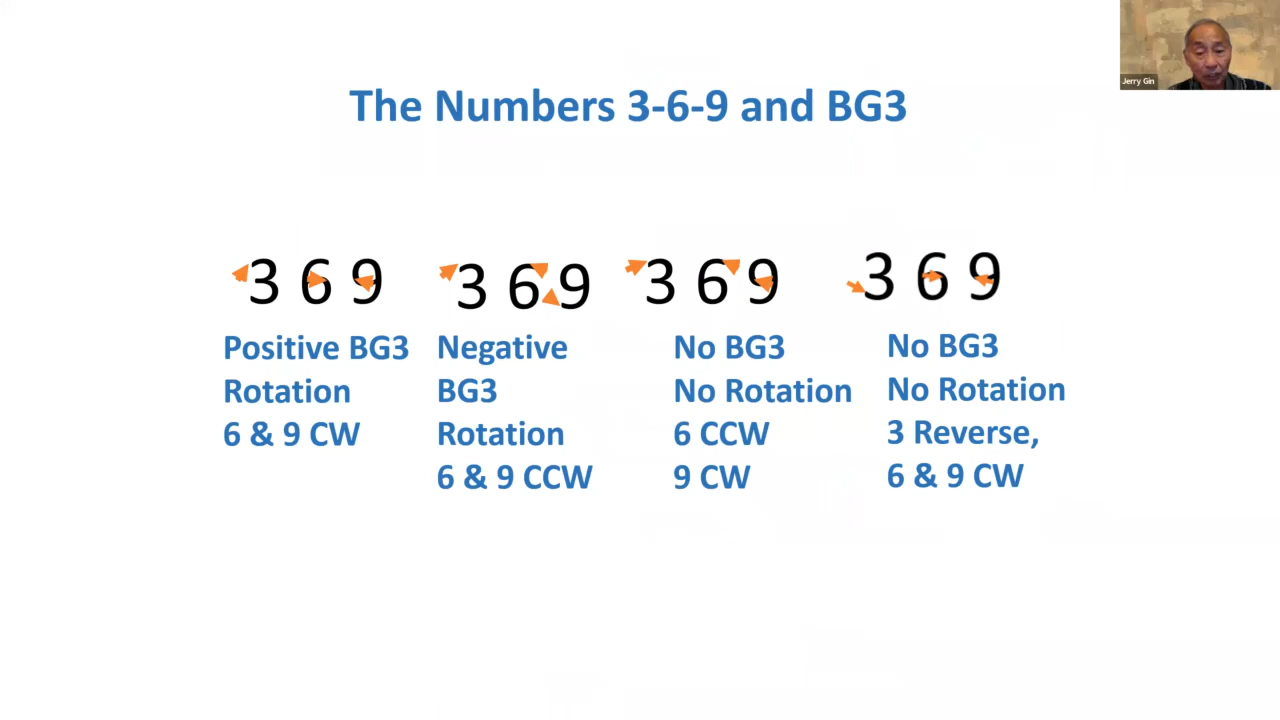 Jerry Gin
The Numbers 3-6-9 and BG3
3 6 9
3 6 9
3 6 9
3 6 9
Positive BG3
Rotation
6 & 9 CW
Negative
BG3
Rotation
6 & 9 CCW
No BG3
No Rotation
6 CCW
9 CW
No BG3
No Rotation
3 Reverse,
6 & 9 CW